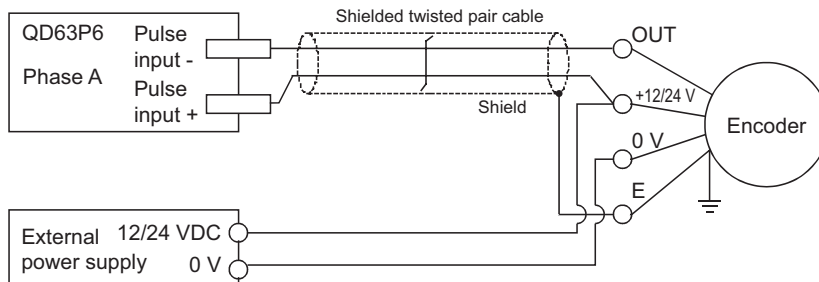 Shielded twisted pair cable
QD63P6
Phase A
Pulse
input -
Pulse
input +
Shield
OUT
+12/24 V
0 V
E
Encoder
External
power supply
12/24 VDC
0 V